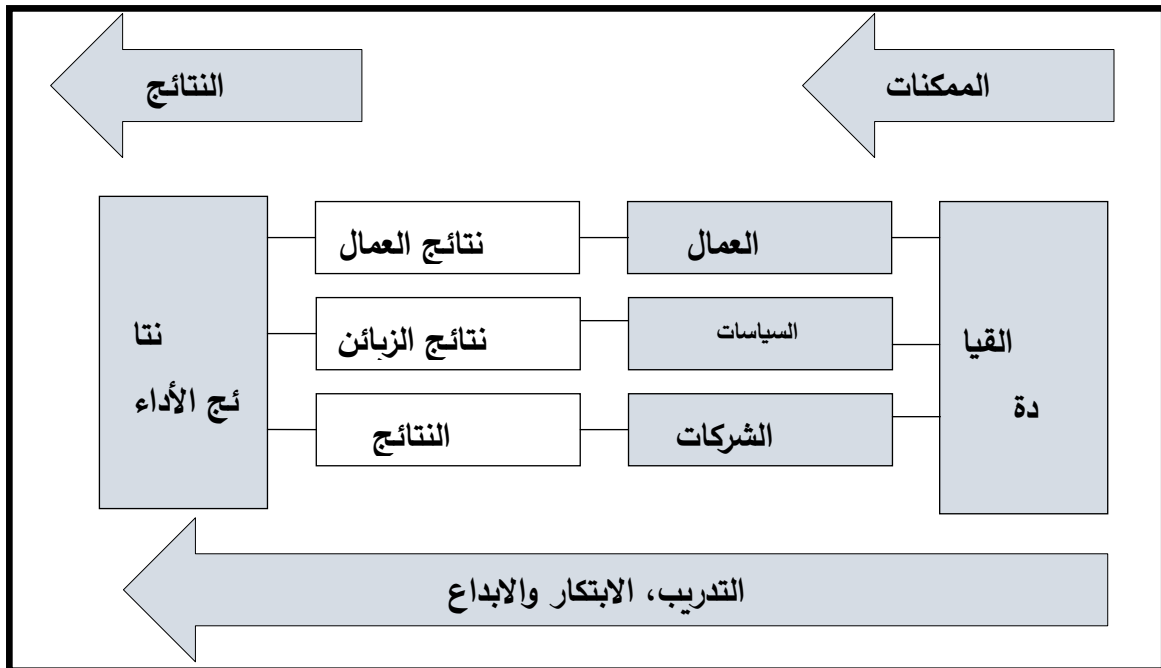 الممكنات
النتائج
القيا
دة
العمال
نتائج العمال
السياسات
نتائج الزبائن
الشركات
النتائج
نتا
ئج الأداء
التدريب، الابتكار والابداع